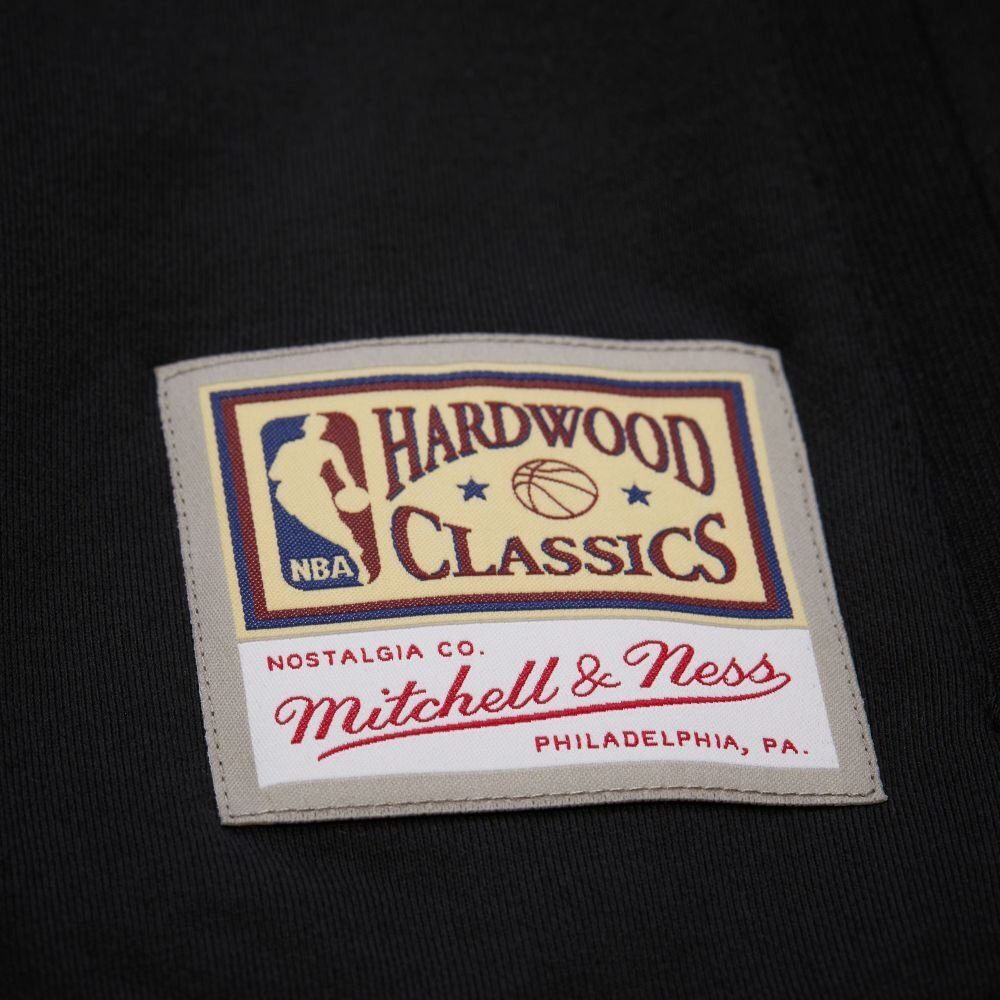 HARDWOOD
CLASSICS
NBA
NOSTALGIA CO.
Mitchell & Ness
PHILADELPHIA, PA.